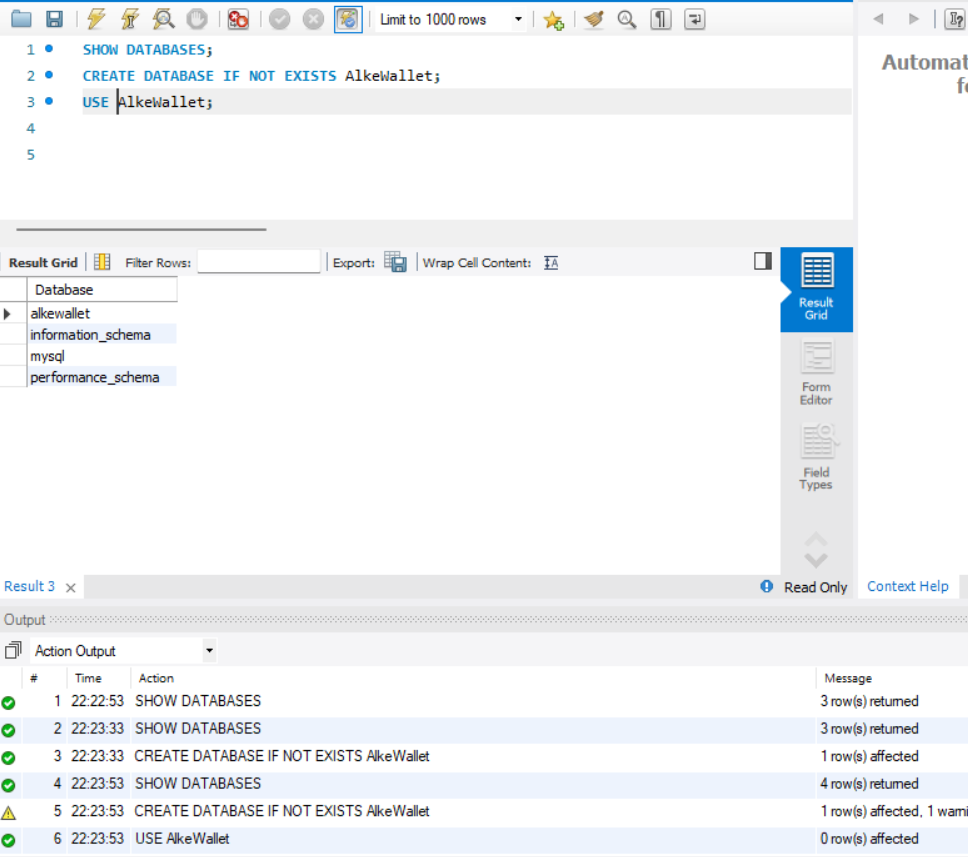 Limit to 1000 rows
1 SHOW DATABASES;
2 CREATE DATABASE IF NOT EXISTS AlkeWallet;
3 USE AlkeWallet;
4
5
Automat
f
Result Grid Filter Rows: Export: Wrap Cell Content: IA
Database
alkewallet
information_schema
mysql
performance_schema
Result
Grid
Form
Editor
Field
Types
Result 3 Read Only Context Help
Output
Action Output
# Time Action Message
1 22:22:53 SHOW DATABASES 3 row(s) returned
2 22:23:33 SHOW DATABASES 3 row(s) returned
3 22:23:33 CREATE DATABASE IF NOT EXISTS AlkeWallet 1 row(s) affected
4 22:23:53 SHOW DATABASES 4 row(s) returned
5 22:23:53 CREATE DATABASE IF NOT EXISTS AlkeWallet 1 row(s) affected, 1 warni
6 22:23:53 USE AlkeWallet 0 row(s) affected